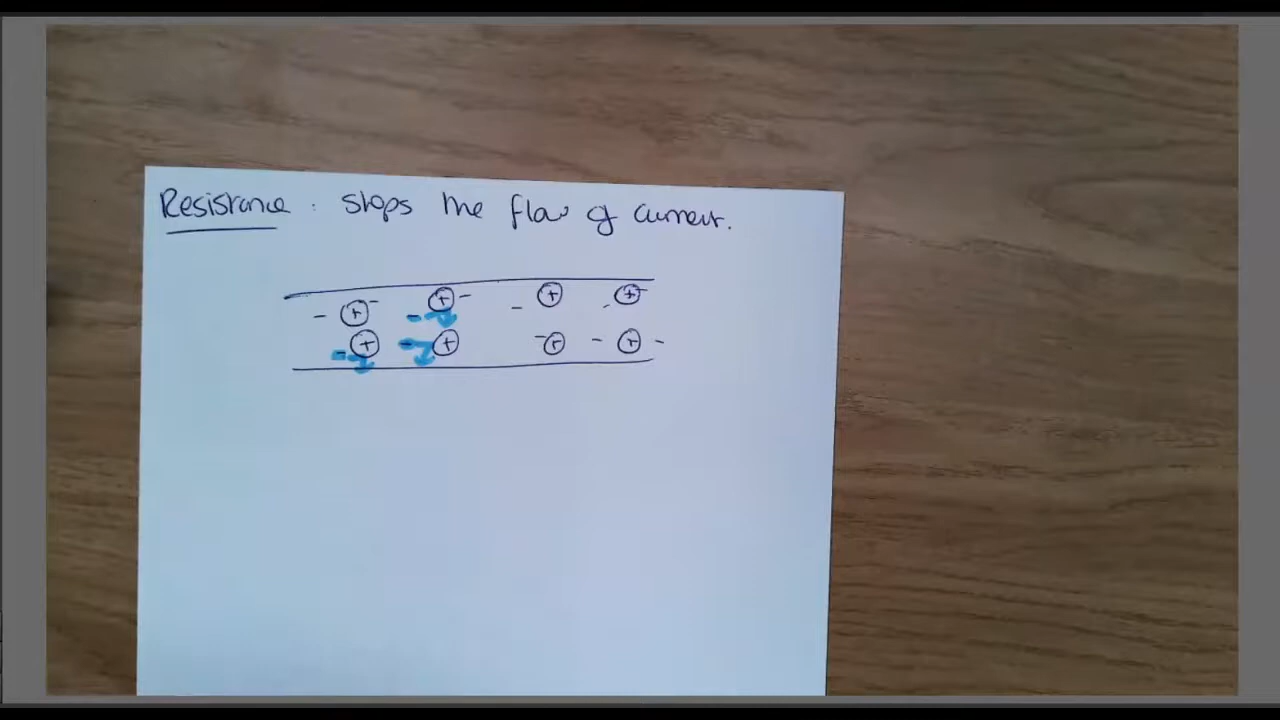 Resistance : stops the flow of current.
- + - - + - - + - +
- + - + - + - + -